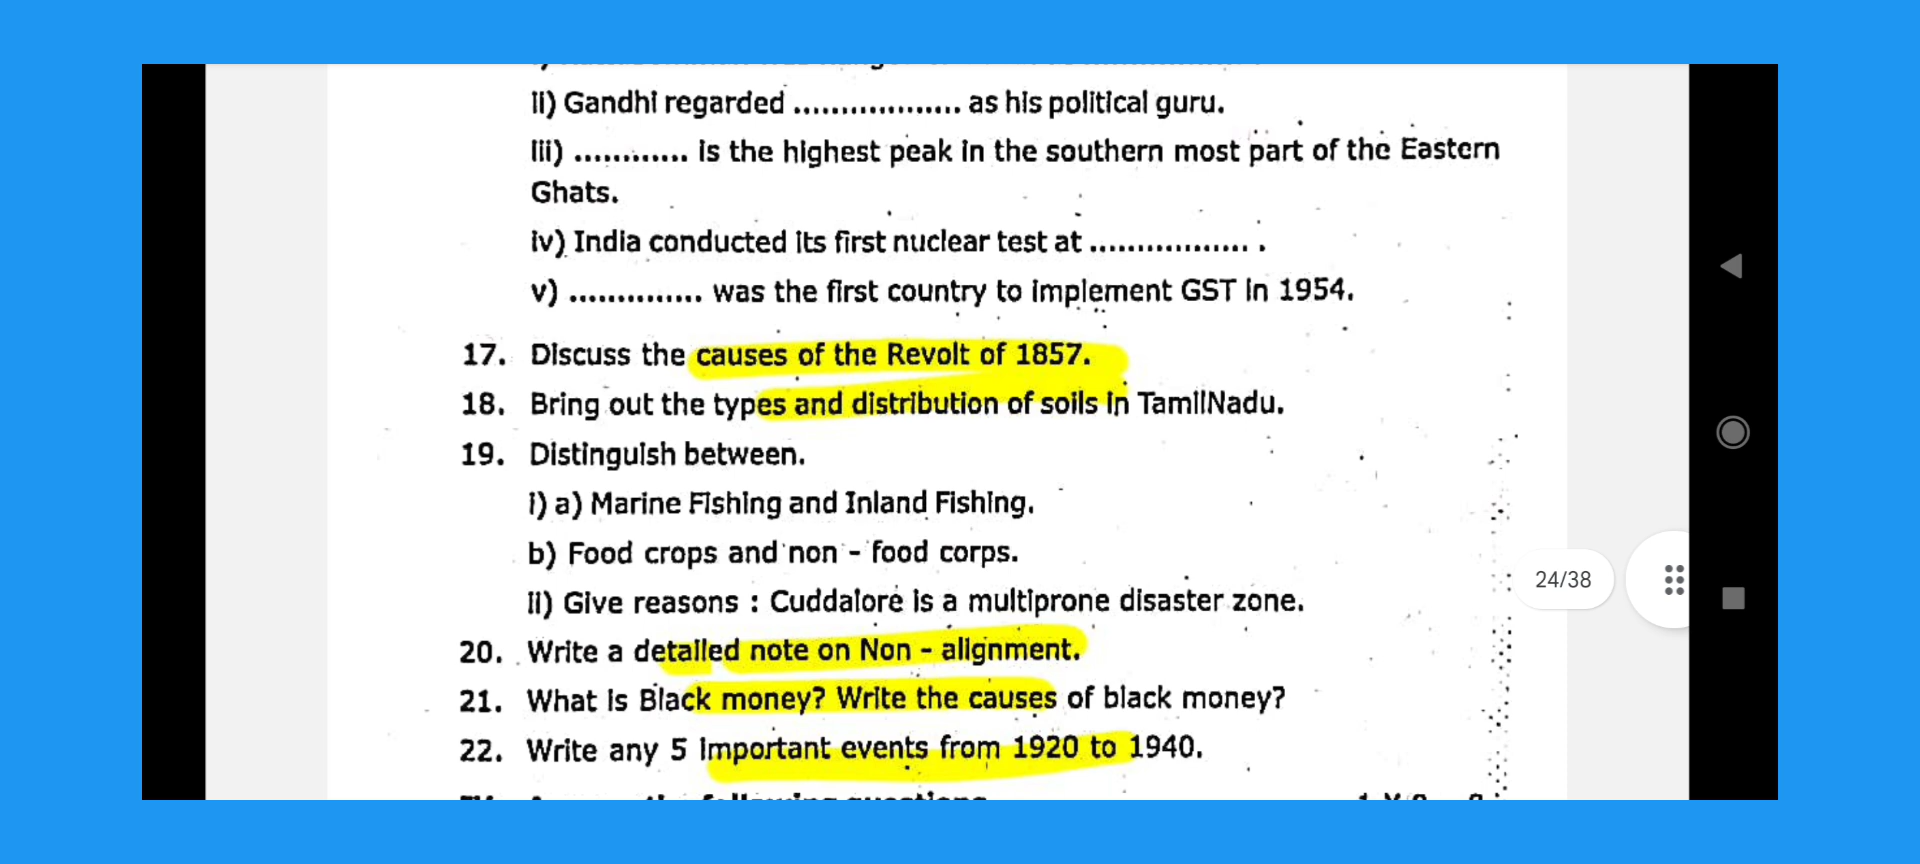 ii) Gandhi regarded .................. as his political guru.
iii) ............ is the highest peak in the southern most part of the Eastern
Ghats.
iv) India conducted its first nuclear test at ................. .
v) .............. was the first country to implement GST in 1954.
17. Discuss the causes of the Revolt of 1857.
18. Bring out the types and distribution of soils in TamilNadu.
19. Distinguish between.
i) a) Marine Fishing and Inland Fishing.
b) Food crops and non - food corps.
ii) Give reasons : Cuddalore is a multiprone disaster zone.
24/38
20. Write a detailed note on Non - alignment.
21. What is Black money? Write the causes of black money?
22. Write any 5 important events from 1920 to 1940.